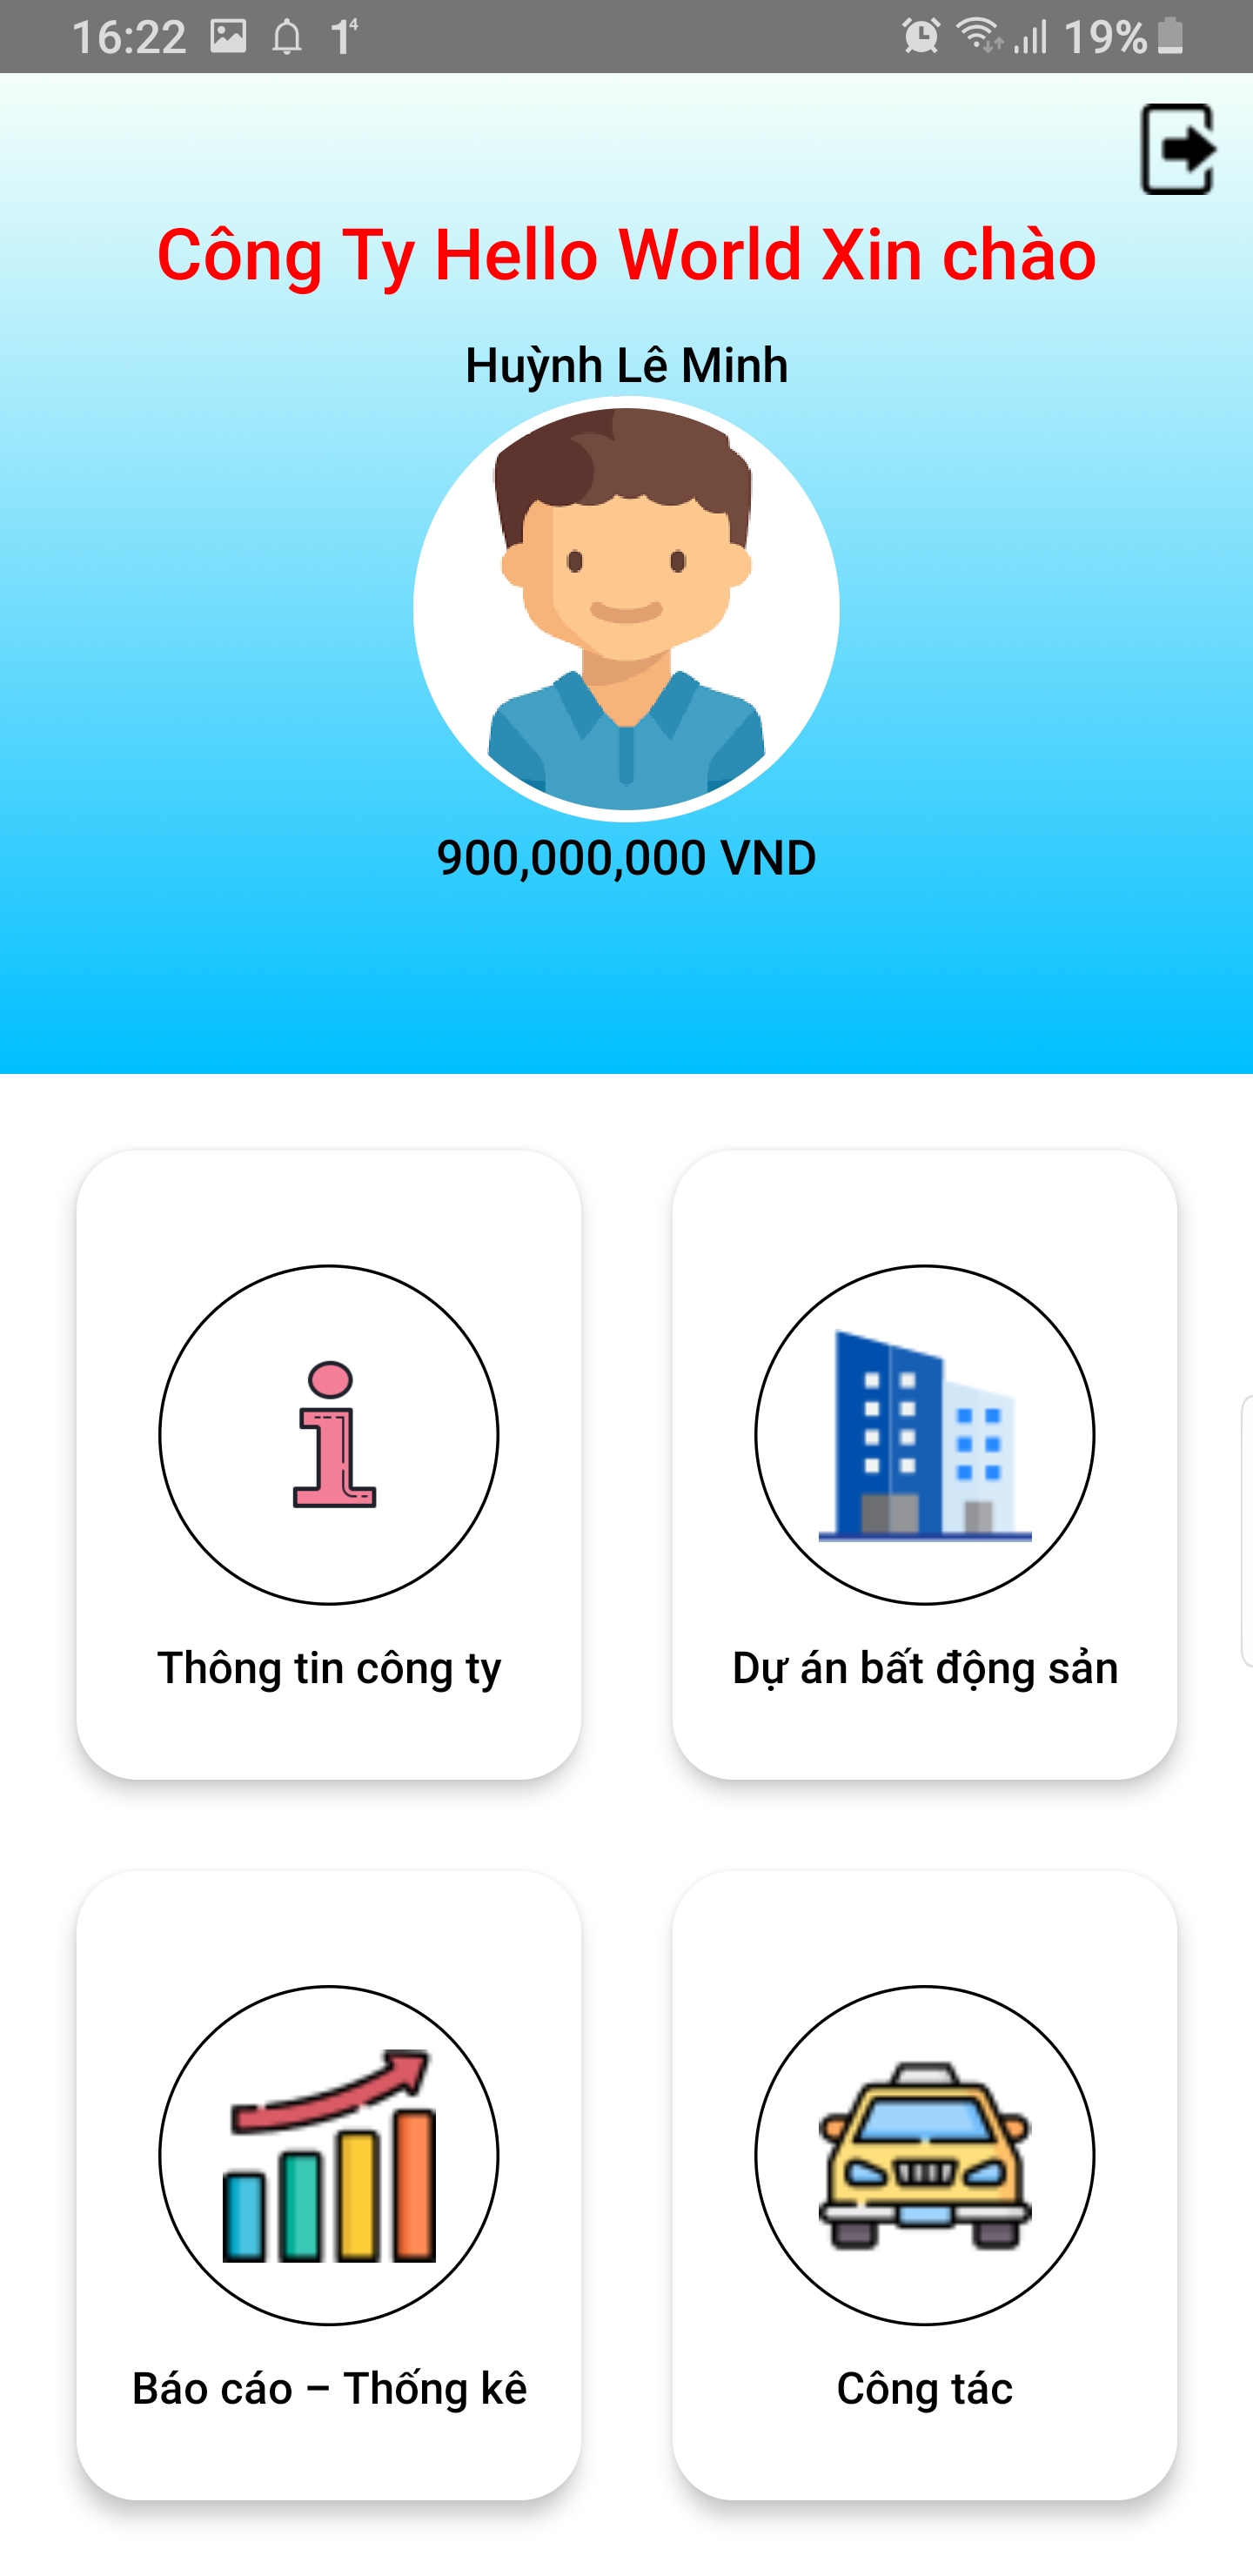 16:22 1⁴ 19%
Công Ty Hello World Xin chào
Huỳnh Lê Minh
900,000,000 VND
Thông tin công ty
Dự án bất động sản
Báo cáo – Thống kê
Công tác